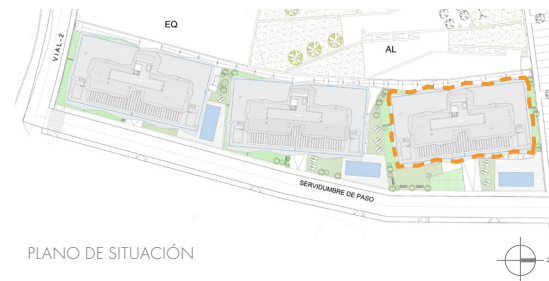 EQ
AL
VIAL-2
SERVIDUMBRE DE PASO
PLANO DE SITUACIÓN
N